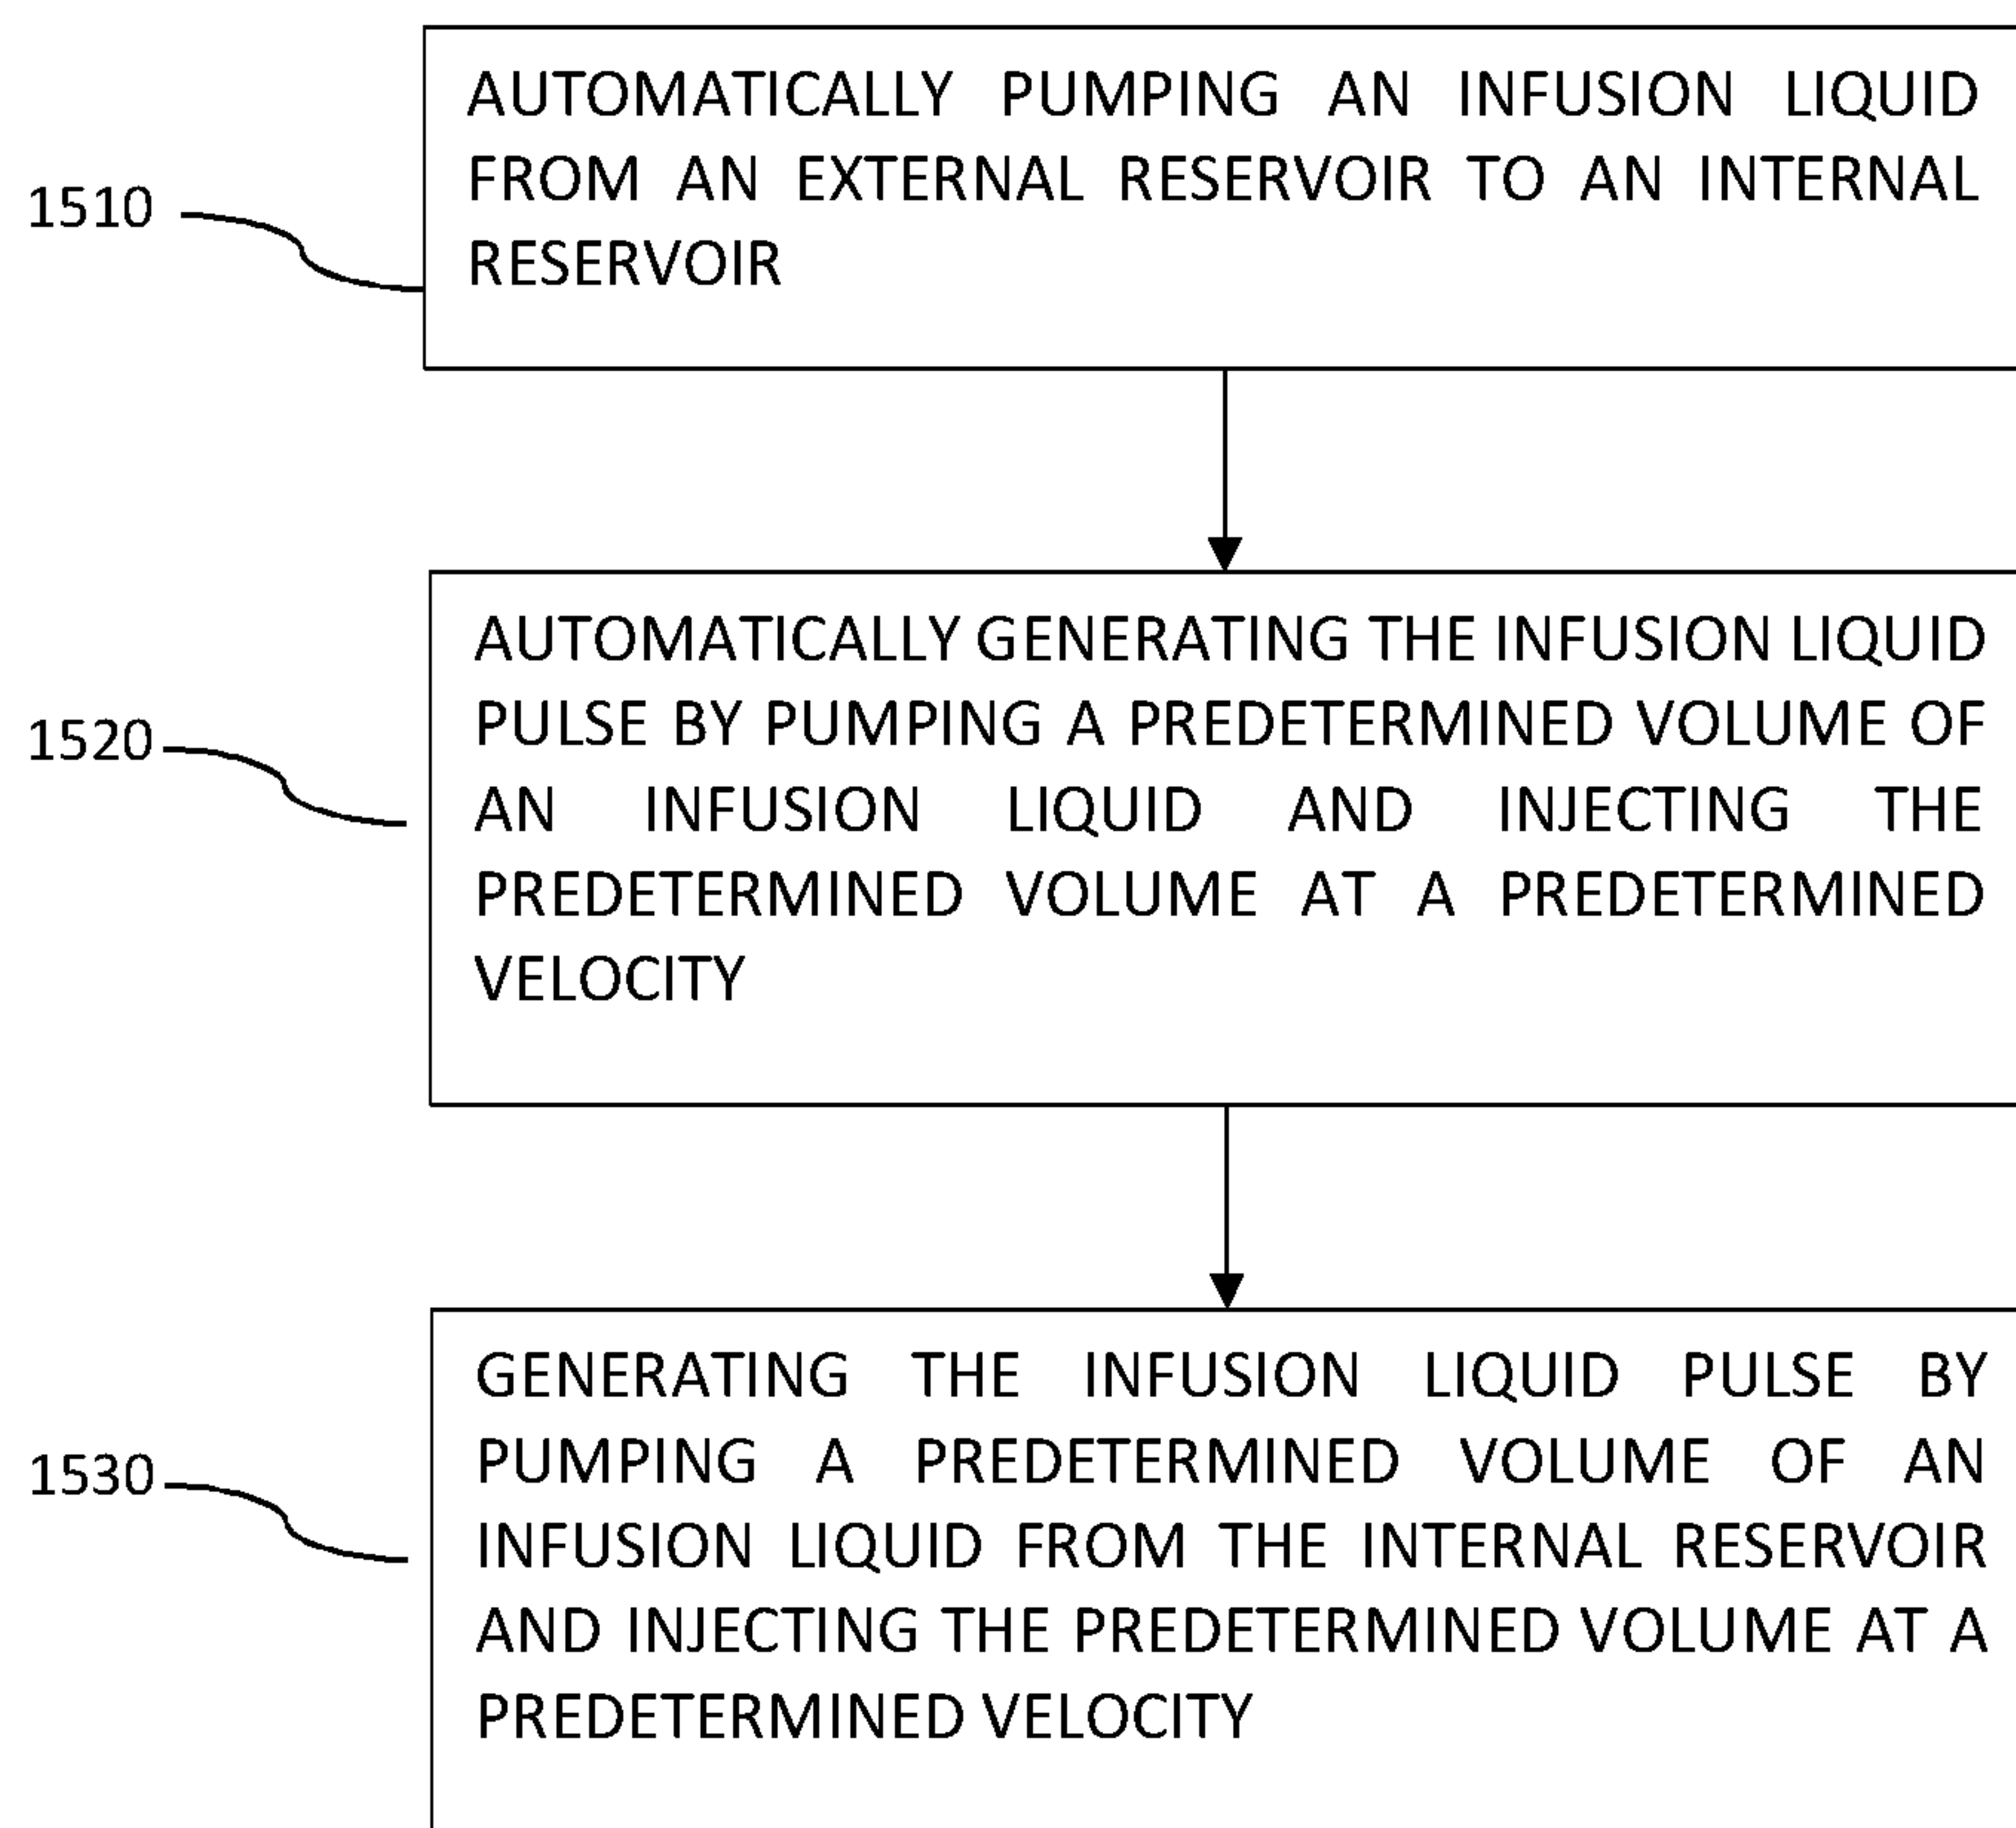 AUTOMATICALLY PUMPING AN INFUSION LIQUID
FROM AN EXTERNAL RESERVOIR TO AN INTERNAL
RESERVOIR
1510
AUTOMATICALLY GENERATING THE INFUSION LIQUID
PULSE BY PUMPING A PREDETERMINED VOLUME OF
AN INFUSION LIQUID AND INJECTING THE
PREDETERMINED VOLUME AT A PREDETERMINED
VELOCITY
1520
GENERATING THE INFUSION LIQUID PULSE BY
PUMPING A PREDETERMINED VOLUME OF AN
INFUSION LIQUID FROM THE INTERNAL RESERVOIR
AND INJECTING THE PREDETERMINED VOLUME AT A
PREDETERMINED VELOCITY
1530